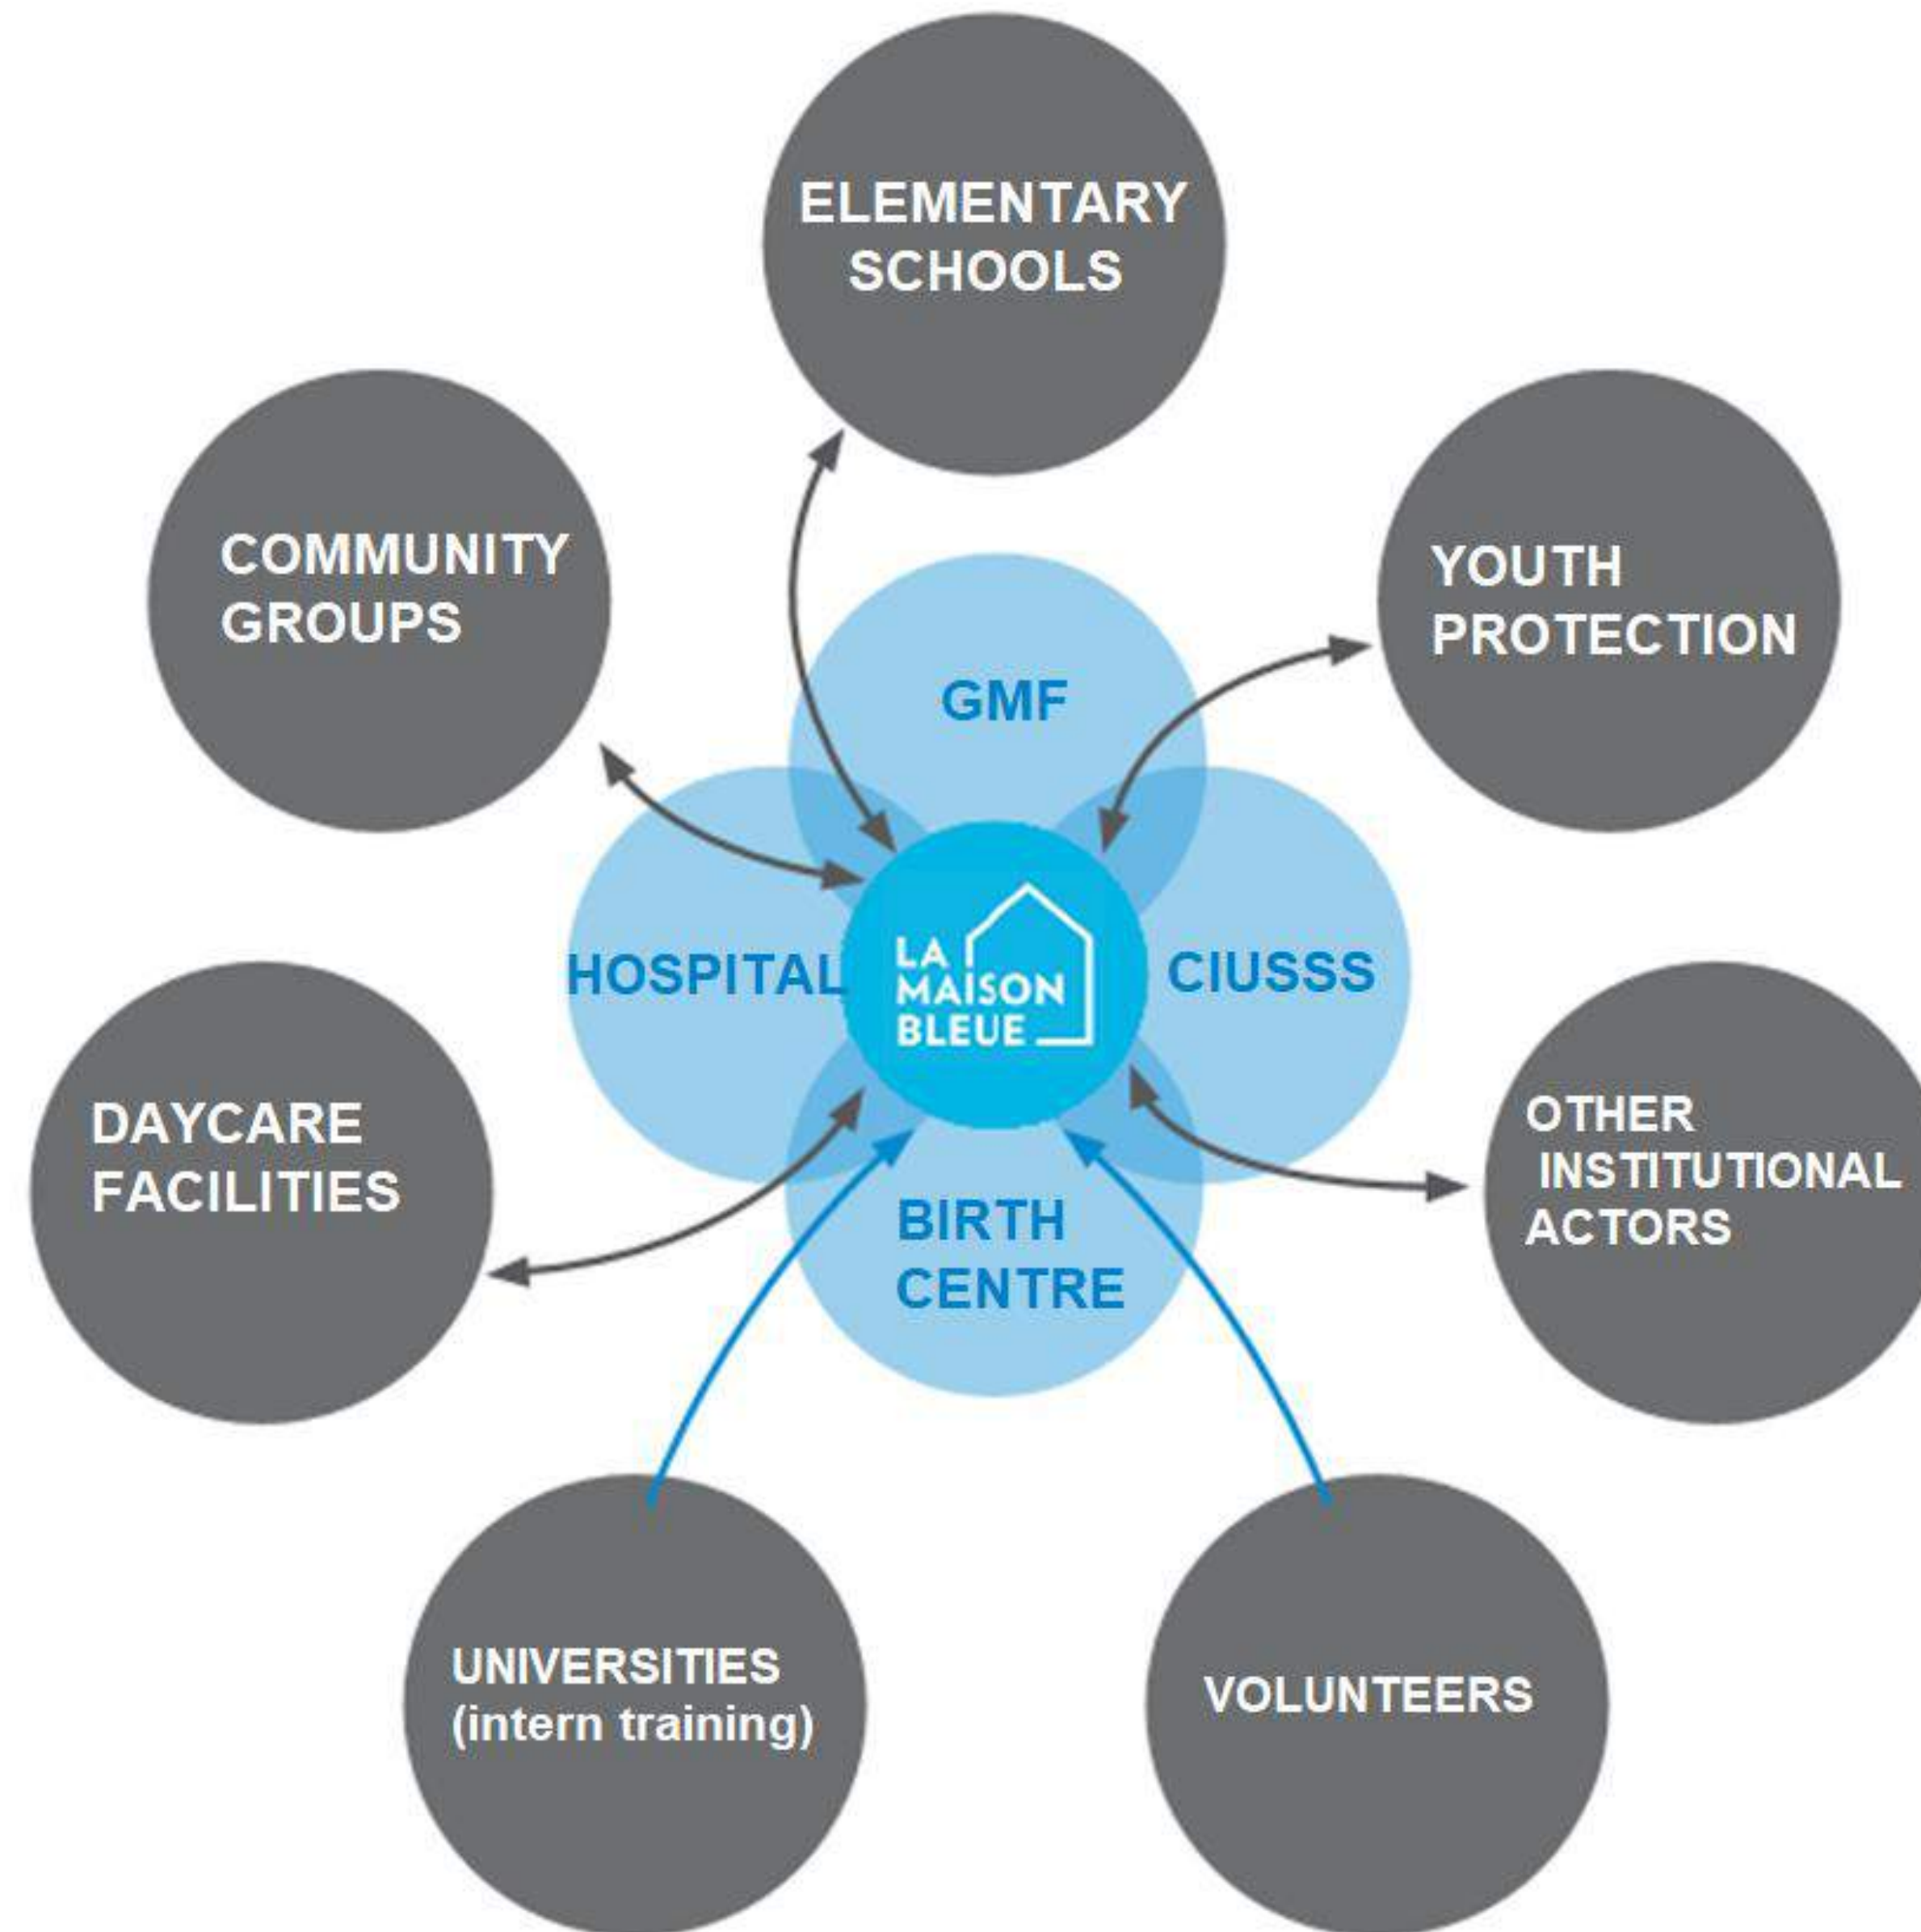 ELEMENTARY
SCHOOLS
COMMUNITY
GROUPS
YOUTH
PROTECTION
GMF
HOSPITAL
LA
MAISON
BLEUE
CIUSSS
DAYCARE
FACILITIES
OTHER
INSTITUTIONAL
ACTORS
BIRTH
CENTRE
UNIVERSITIES
(intern training)
VOLUNTEERS